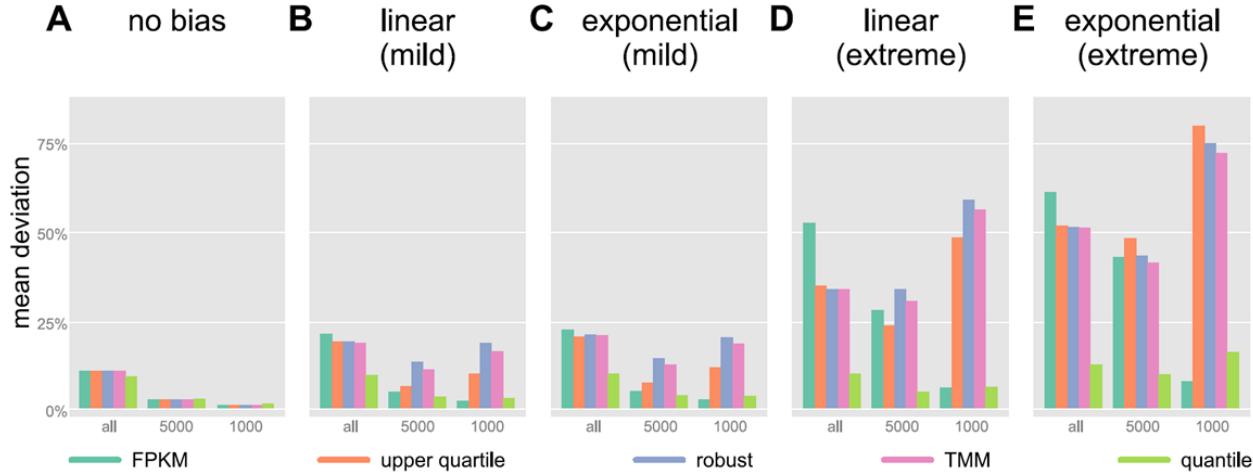 A no bias B linear C exponential D linear E exponential
(mild) (mild) (extreme) (extreme)
mean deviation
75%
50%
25%
0%
all 5000 1000 all 5000 1000 all 5000 1000 all 5000 1000 all 5000 1000
FPKM upper quartile robust TMM quantile